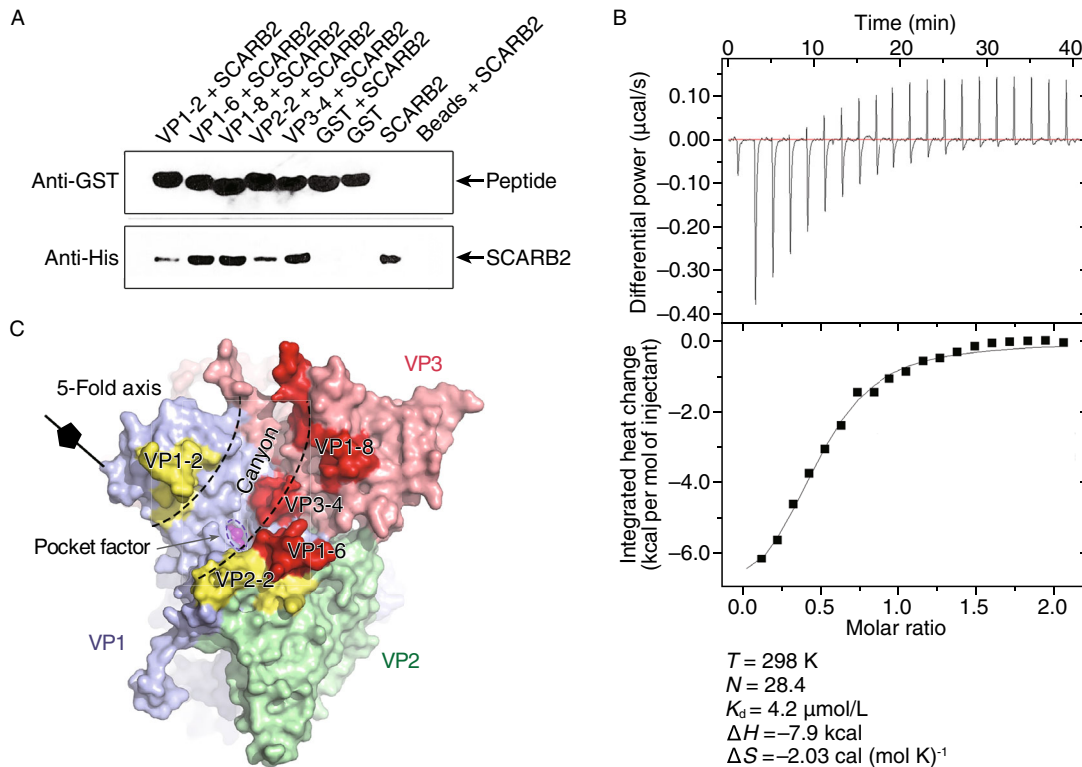 A
VP1-2 + SCARB2
VP1-6 + SCARB2
VP1-8 + SCARB2
VP2-2 + SCARB2
VP3-4 + SCARB2
GST + SCARB2
GST
SCARB2
Beads + SCARB2
Anti-GST
Peptide
Anti-His
SCARB2
B
Time (min)
0 10 20 30 40
Differential power (µcal/s)
0.10
0.00
−0.10
−0.20
−0.30
−0.40
Integrated heat change
(kcal per mol of injectant)
0.0
−2.0
−4.0
−6.0
0.0 0.5 1.0 1.5 2.0
Molar ratio
T = 298 K
N = 28.4
Kd = 4.2 µmol/L
ΔH =−7.9 kcal
ΔS =−2.03 cal (mol K)-1
C
5-Fold axis
VP3
Canyon
VP1-2
VP1-8
VP3-4
Pocket factor
VP1-6
VP2-2
VP1
VP2